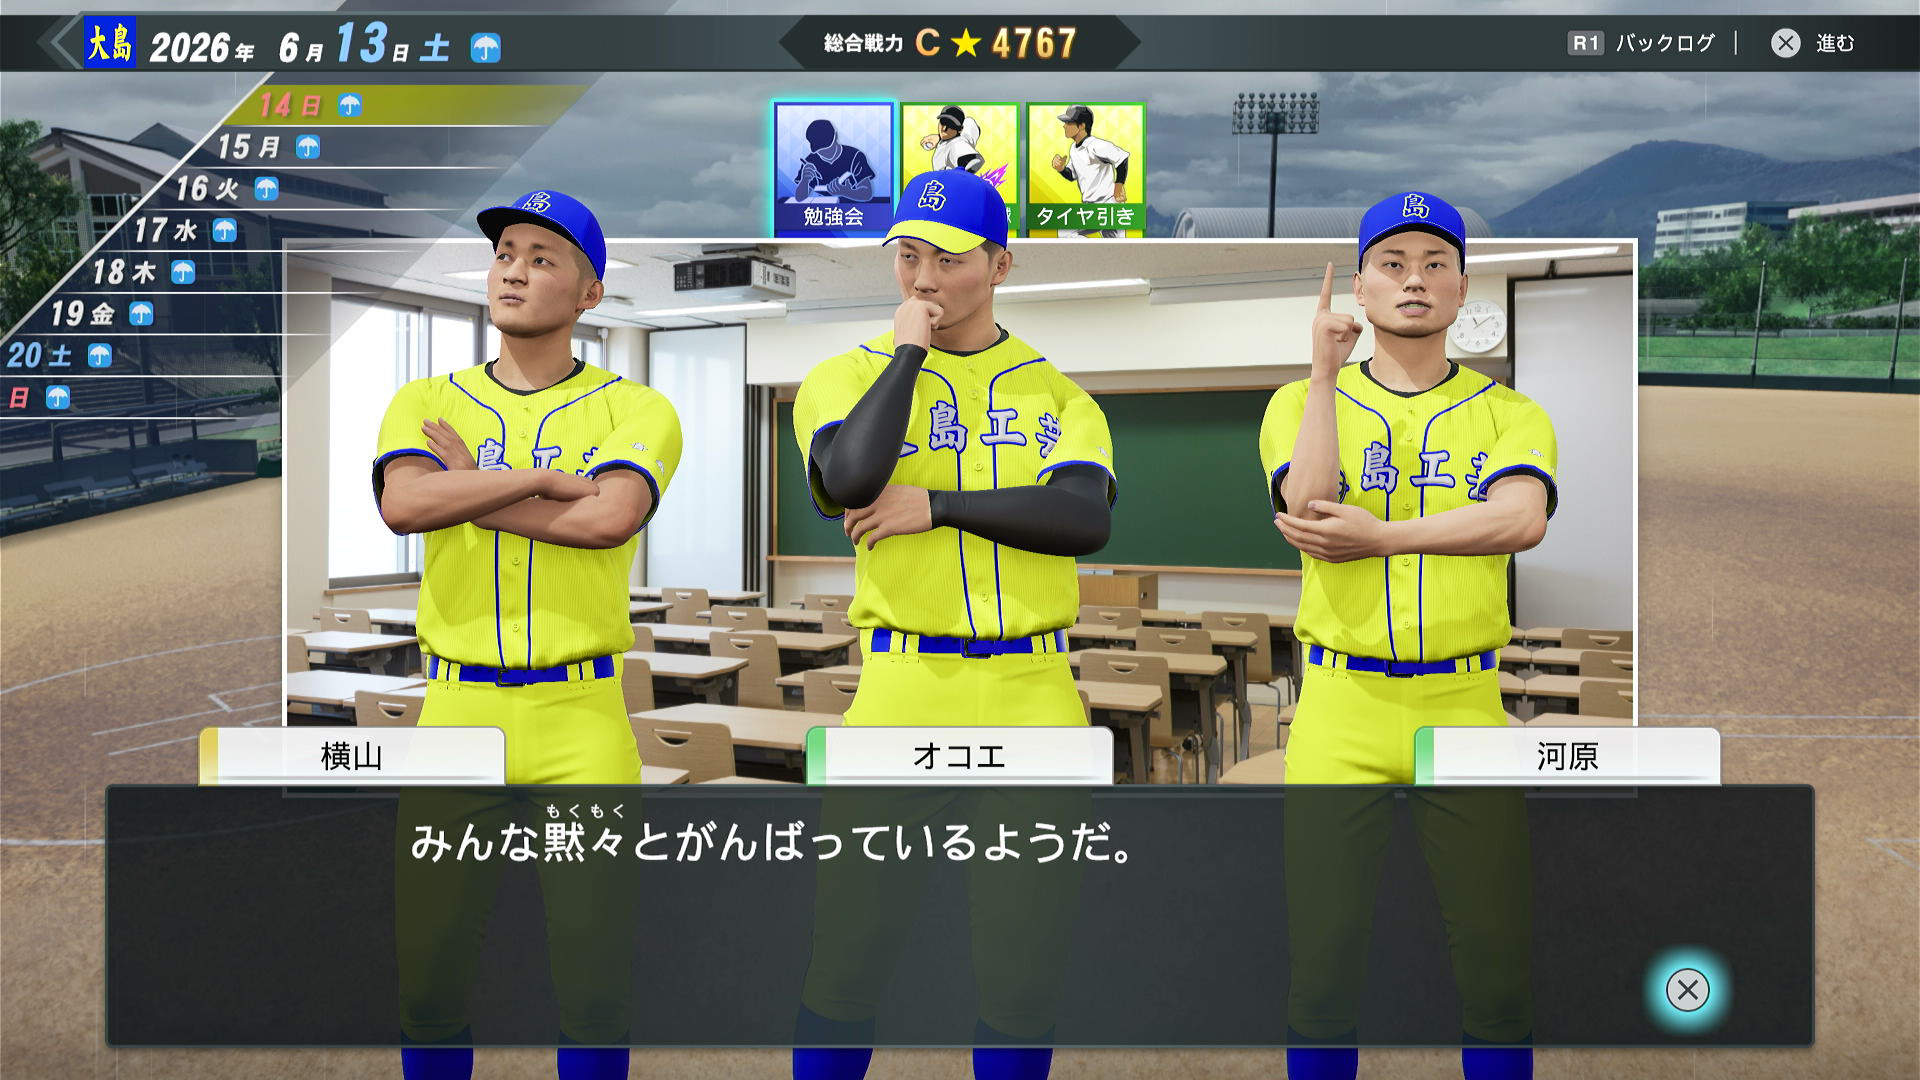 大島 2026年 6月13日 土
総合戦力 C ★ 4767
R1 バックログ
進む
14 日
15 月
16 火
17 水
18 木
19 金
20 土
日
勉強会
タイヤ引き
島
島
島
島工
島工芸
島工芸
横山
オコエ
河原
もくもく
みんな黙々とがんばっているようだ。